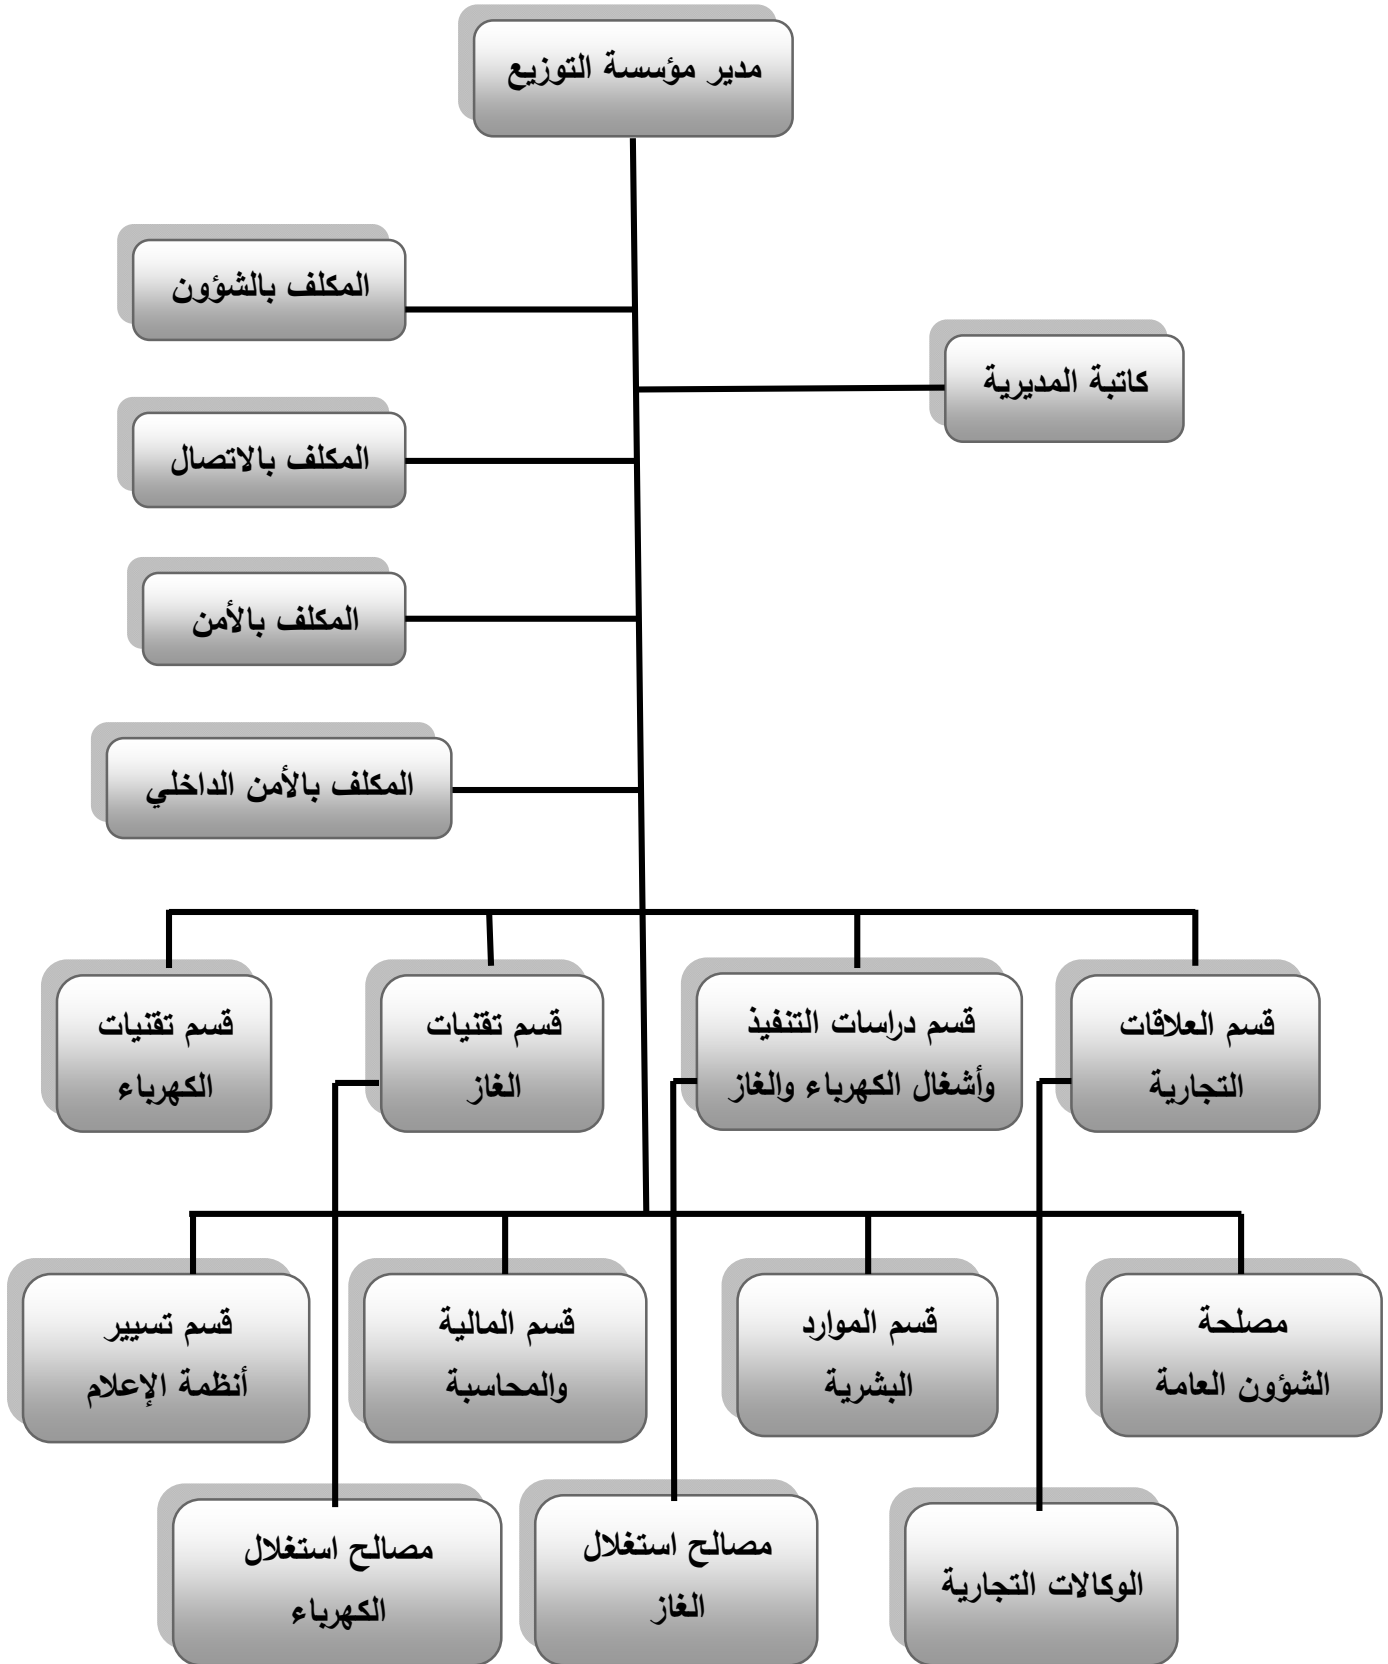 مدير مؤسسة التوزيع
المكلف بالشؤون
كاتبة المديرية
المكلف بالاتصال
المكلف بالأمن
المكلف بالأمن الداخلي
قسم العلاقات
التجارية
قسم دراسات التنفيذ
وأشغال الكهرباء والغاز
قسم تقنيات
الغاز
قسم تقنيات
الكهرباء
مصلحة
الشؤون العامة
قسم الموارد
البشرية
قسم المالية
والمحاسبة
قسم تسيير
أنظمة الإعلام
الوكالات التجارية
مصالح استغلال
الغاز
مصالح استغلال
الكهرباء